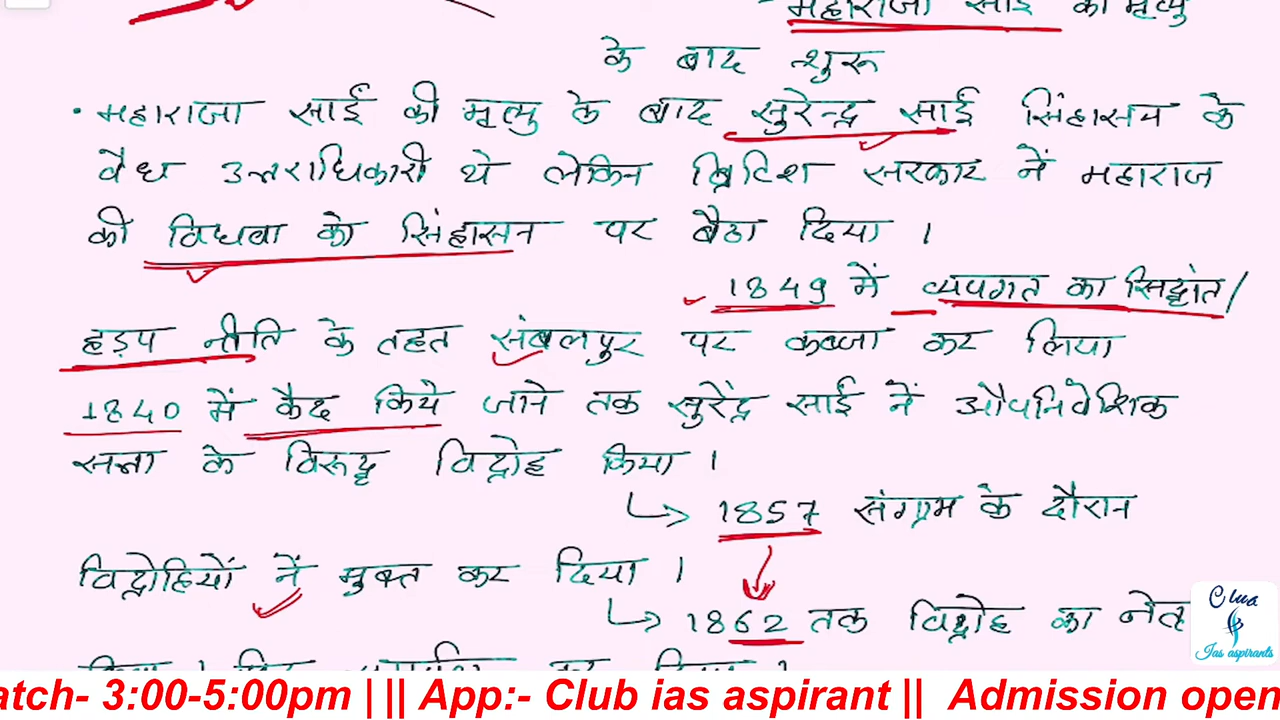 महाराजा साई की मृत्यु
के बाद शुरू
• महाराजा साई की मृत्यु के बाद सुरेन्द्र साई सिंहासन के
वैध उत्तराधिकारी थे लेकिन ब्रिटिश सरकार नें महाराज
की विधवा को सिंहासन पर बैठा दिया ।
1849 में व्यपगत का सिद्धांत/
हड़प नीति के तहत संबलपुर पर कब्जा कर लिया
1840 में कैद किये जाने तक सुरेंद्र साई नें औपनिवेशिक
सत्ता के विरूद्ध विद्रोह किया ।
↳ 1857 संग्राम के दौरान
विद्रोहियों नें मुक्त कर दिया ।
↳ 1862 तक विद्रोह का नेतृ
Club
Ias aspirants
atch- 3:00-5:00pm | || App:- Club ias aspirant || Admission open